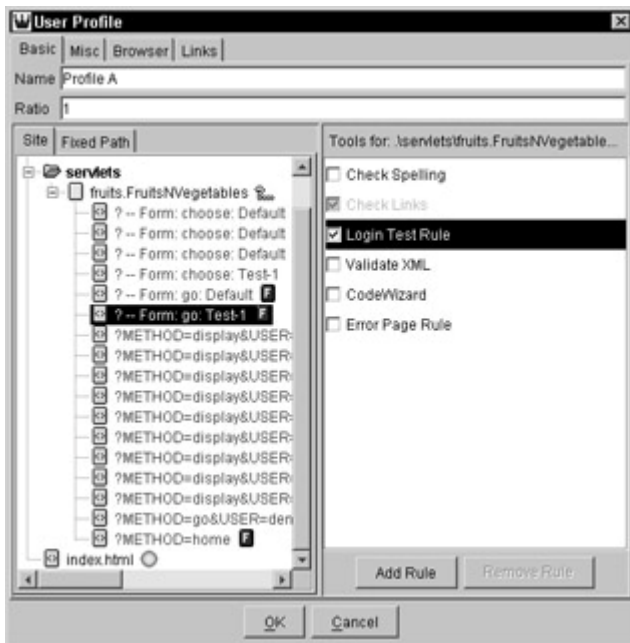 User Profile
Basic Misc Browser Links
Name Profile A
Ratio 1
Site Fixed Path
servlets
fruits.FruitsNVegetables
? -- Form: choose: Default
? -- Form: choose: Default
? -- Form: choose: Default
? -- Form: choose: Test-1
? -- Form: go: Default F
? -- Form: go: Test-1 F
?METHOD=display&USER=
?METHOD=display&USER=
?METHOD=display&USER=
?METHOD=display&USER=
?METHOD=display&USER=
?METHOD=display&USER=
?METHOD=display&USER=
?METHOD=display&USER=
?METHOD=display&USER=
?METHOD=go&USER=den
?METHOD=home F
index.html
Tools for: .\servlets\fruits.FruitsNVegetable...
Check Spelling
Check Links
Login Test Rule
Validate XML
CodeWizard
Error Page Rule
Add Rule Remove Rule
OK Cancel